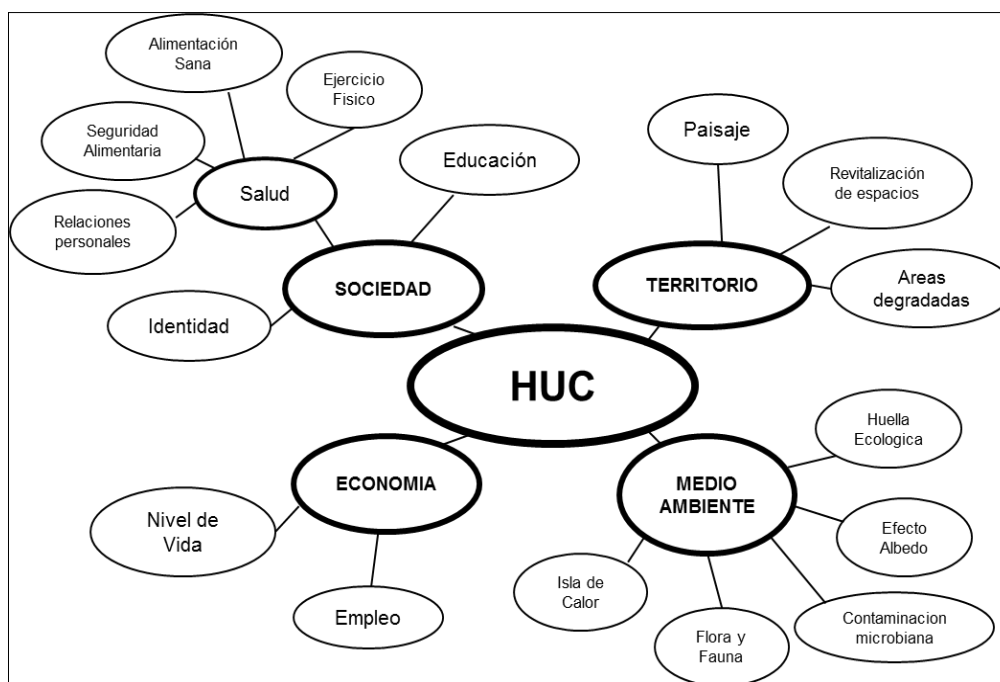 Alimentación
Sana
Ejercicio
Fisico
Seguridad
Alimentaria
Salud
Relaciones
personales
Educación
SOCIEDAD
Identidad
Paisaje
Revitalización
de espacios
TERRITORIO
Areas
degradadas
HUC
ECONOMIA
Nivel de
Vida
Empleo
MEDIO
AMBIENTE
Huella
Ecologica
Efecto
Albedo
Isla de
Calor
Flora y
Fauna
Contaminacion
microbiana